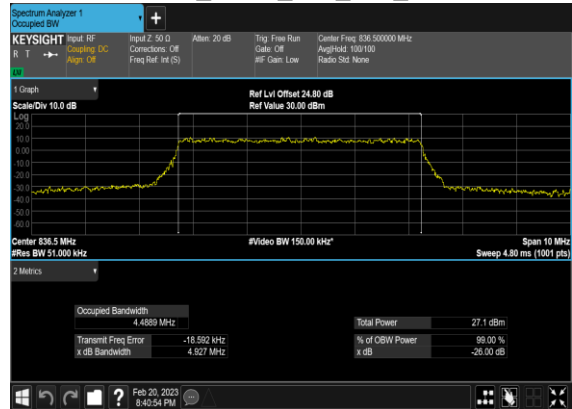 Spectrum Analyzer 1
Occupied BW
+
KEYSIGHT Input: RF Input Z: 50 Ω Atten: 20 dB Trig: Free Run Center Freq: 836.500000 MHz
R T Coupling: DC Corrections: Off Gate: Off Avg|Hold: 100/100
Align: Off Freq Ref: Int (S) #IF Gain: Low Radio Std: None
LW
1 Graph
Ref Lvl Offset 24.80 dB
Scale/Div 10.0 dB Ref Value 30.00 dBm
Log
20.0
10.0
0.00
-10.0
-20.0
-30.0
-40.0
-50.0
-60.0
Center 836.5 MHz #Video BW 150.00 kHz* Span 10 MHz
#Res BW 51.000 kHz Sweep 4.80 ms (1001 pts)
2 Metrics
Occupied Bandwidth
4.4889 MHz Total Power 27.1 dBm
Transmit Freq Error -18.592 kHz % of OBW Power 99.00 %
x dB Bandwidth 4.927 MHz x dB -26.00 dB
? Feb 20, 2023
8:40:54 PM